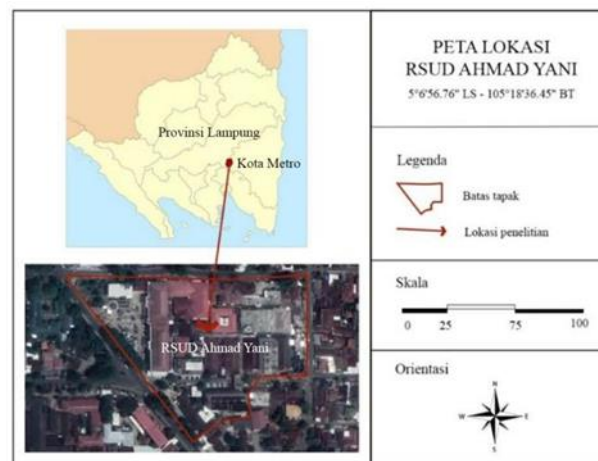 Provinsi Lampung
Kota Metro
RSUD Ahmad Yani
PETA LOKASI
RSUD AHMAD YANI
5°6'56.76" LS - 105°18'36.45" BT
Legenda
Batas tapak
Lokasi penelitian
Skala
0 25 75 100
Orientasi
N
W E
S